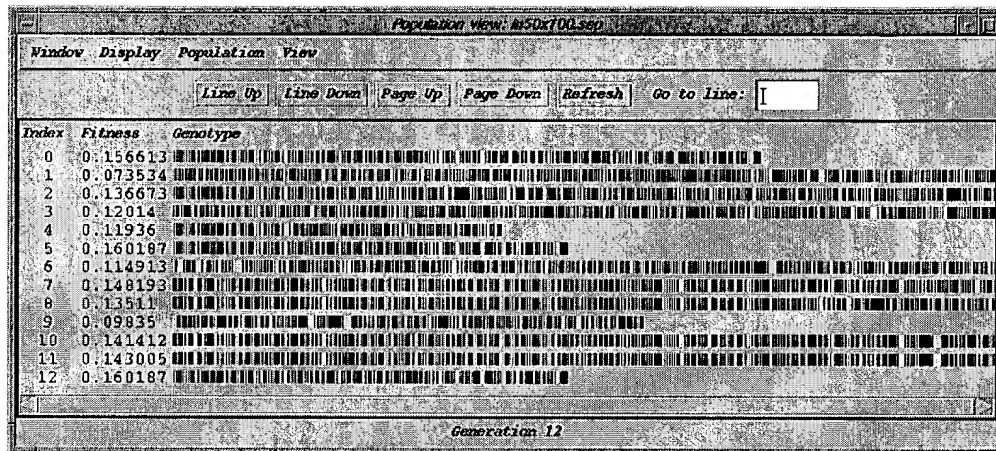 Population view: in50x100.sep
Window Display Population View
Line Up Line Down Page Up Page Down Refresh Go to line:
Index Fitness Genotype
0 0.156613
1 0.073534
2 0.136673
3 0.12014
4 0.11936
5 0.160187
6 0.114913
7 0.148193
8 0.13511
9 0.09835
10 0.141412
11 0.143005
12 0.160187
Generation 12